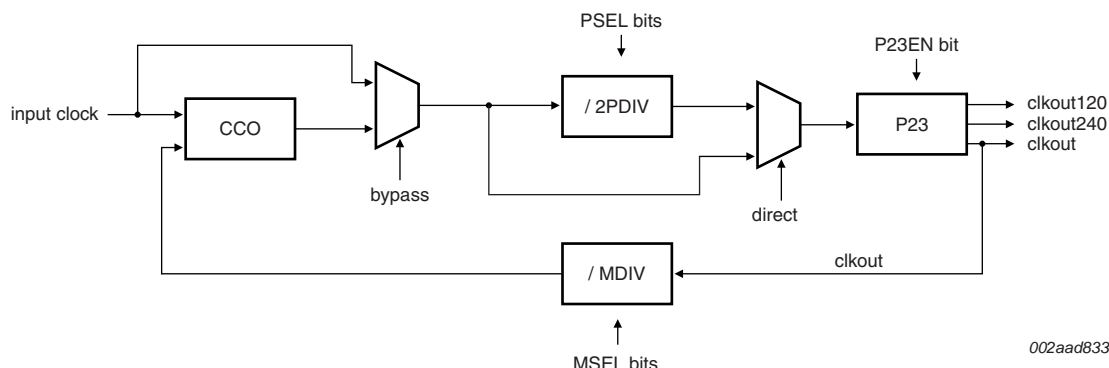 PSEL bits
P23EN bit
input clock
CCO
/ 2PDIV
P23
clkout120
clkout240
clkout
bypass
direct
clkout
/ MDIV
MSEL bits
002aad833